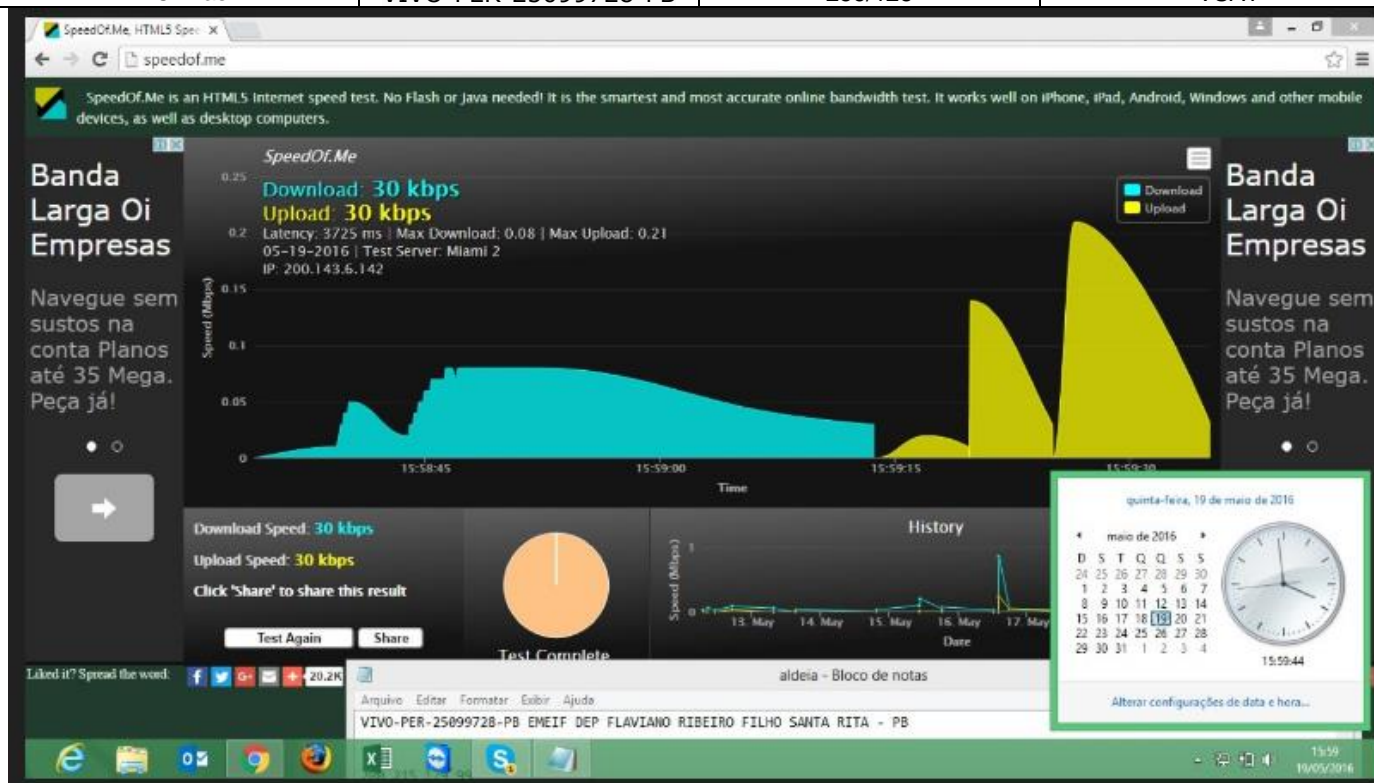 VIVO-PER-25099728-PB
SpeedOf.Me, HTML5 Spee
speedof.me
SpeedOf.Me is an HTML5 Internet speed test. No Flash or Java needed! It is the smartest and most accurate online bandwidth test. It works well on iPhone, iPad, Android, Windows and other mobile
devices, as well as desktop computers.
Banda
Larga Oi
Empresas
Navegue sem
sustos na
conta Planos
até 35 Mega.
Peça já!
SpeedOf.Me
Download: 30 kbps
Upload: 30 kbps
Latency: 3725 ms | Max Download: 0.08 | Max Upload: 0.21
05-19-2016 | Test Server: Miami 2
IP: 200.143.6.142
Download
Upload
0.25
0.2
0.15
0.1
0.05
0
Speed (Mbps)
15:58:45 15:59:00 15:59:15 15:59:30
Time
Banda
Larga Oi
Empresas
Navegue sem
sustos na
conta Planos
até 35 Mega.
Peça já!
Download Speed: 30 kbps
Upload Speed: 30 kbps
Click 'Share' to share this result
Test Again Share
Test Complete
History
Speed (Mbps)
1
0
13. May 14. May 15. May 16. May 17. May
Date
quinta-feira, 19 de maio de 2016
maio de 2016
D S T Q Q S S
24 25 26 27 28 29 30
1 2 3 4 5 6 7
8 9 10 11 12 13 14
15 16 17 18 19 20 21
22 23 24 25 26 27 28
29 30 31 1 2 3 4
15:59:44
Alterar configurações de data e hora...
Liked it? Spread the word:
20.2K
aldeia - Bloco de notas
Arquivo Editar Formatar Exibir Ajuda
VIVO-PER-25099728-PB EMEIF DEP FLAVIANO RIBEIRO FILHO SANTA RITA - PB
15:59
19/05/2016